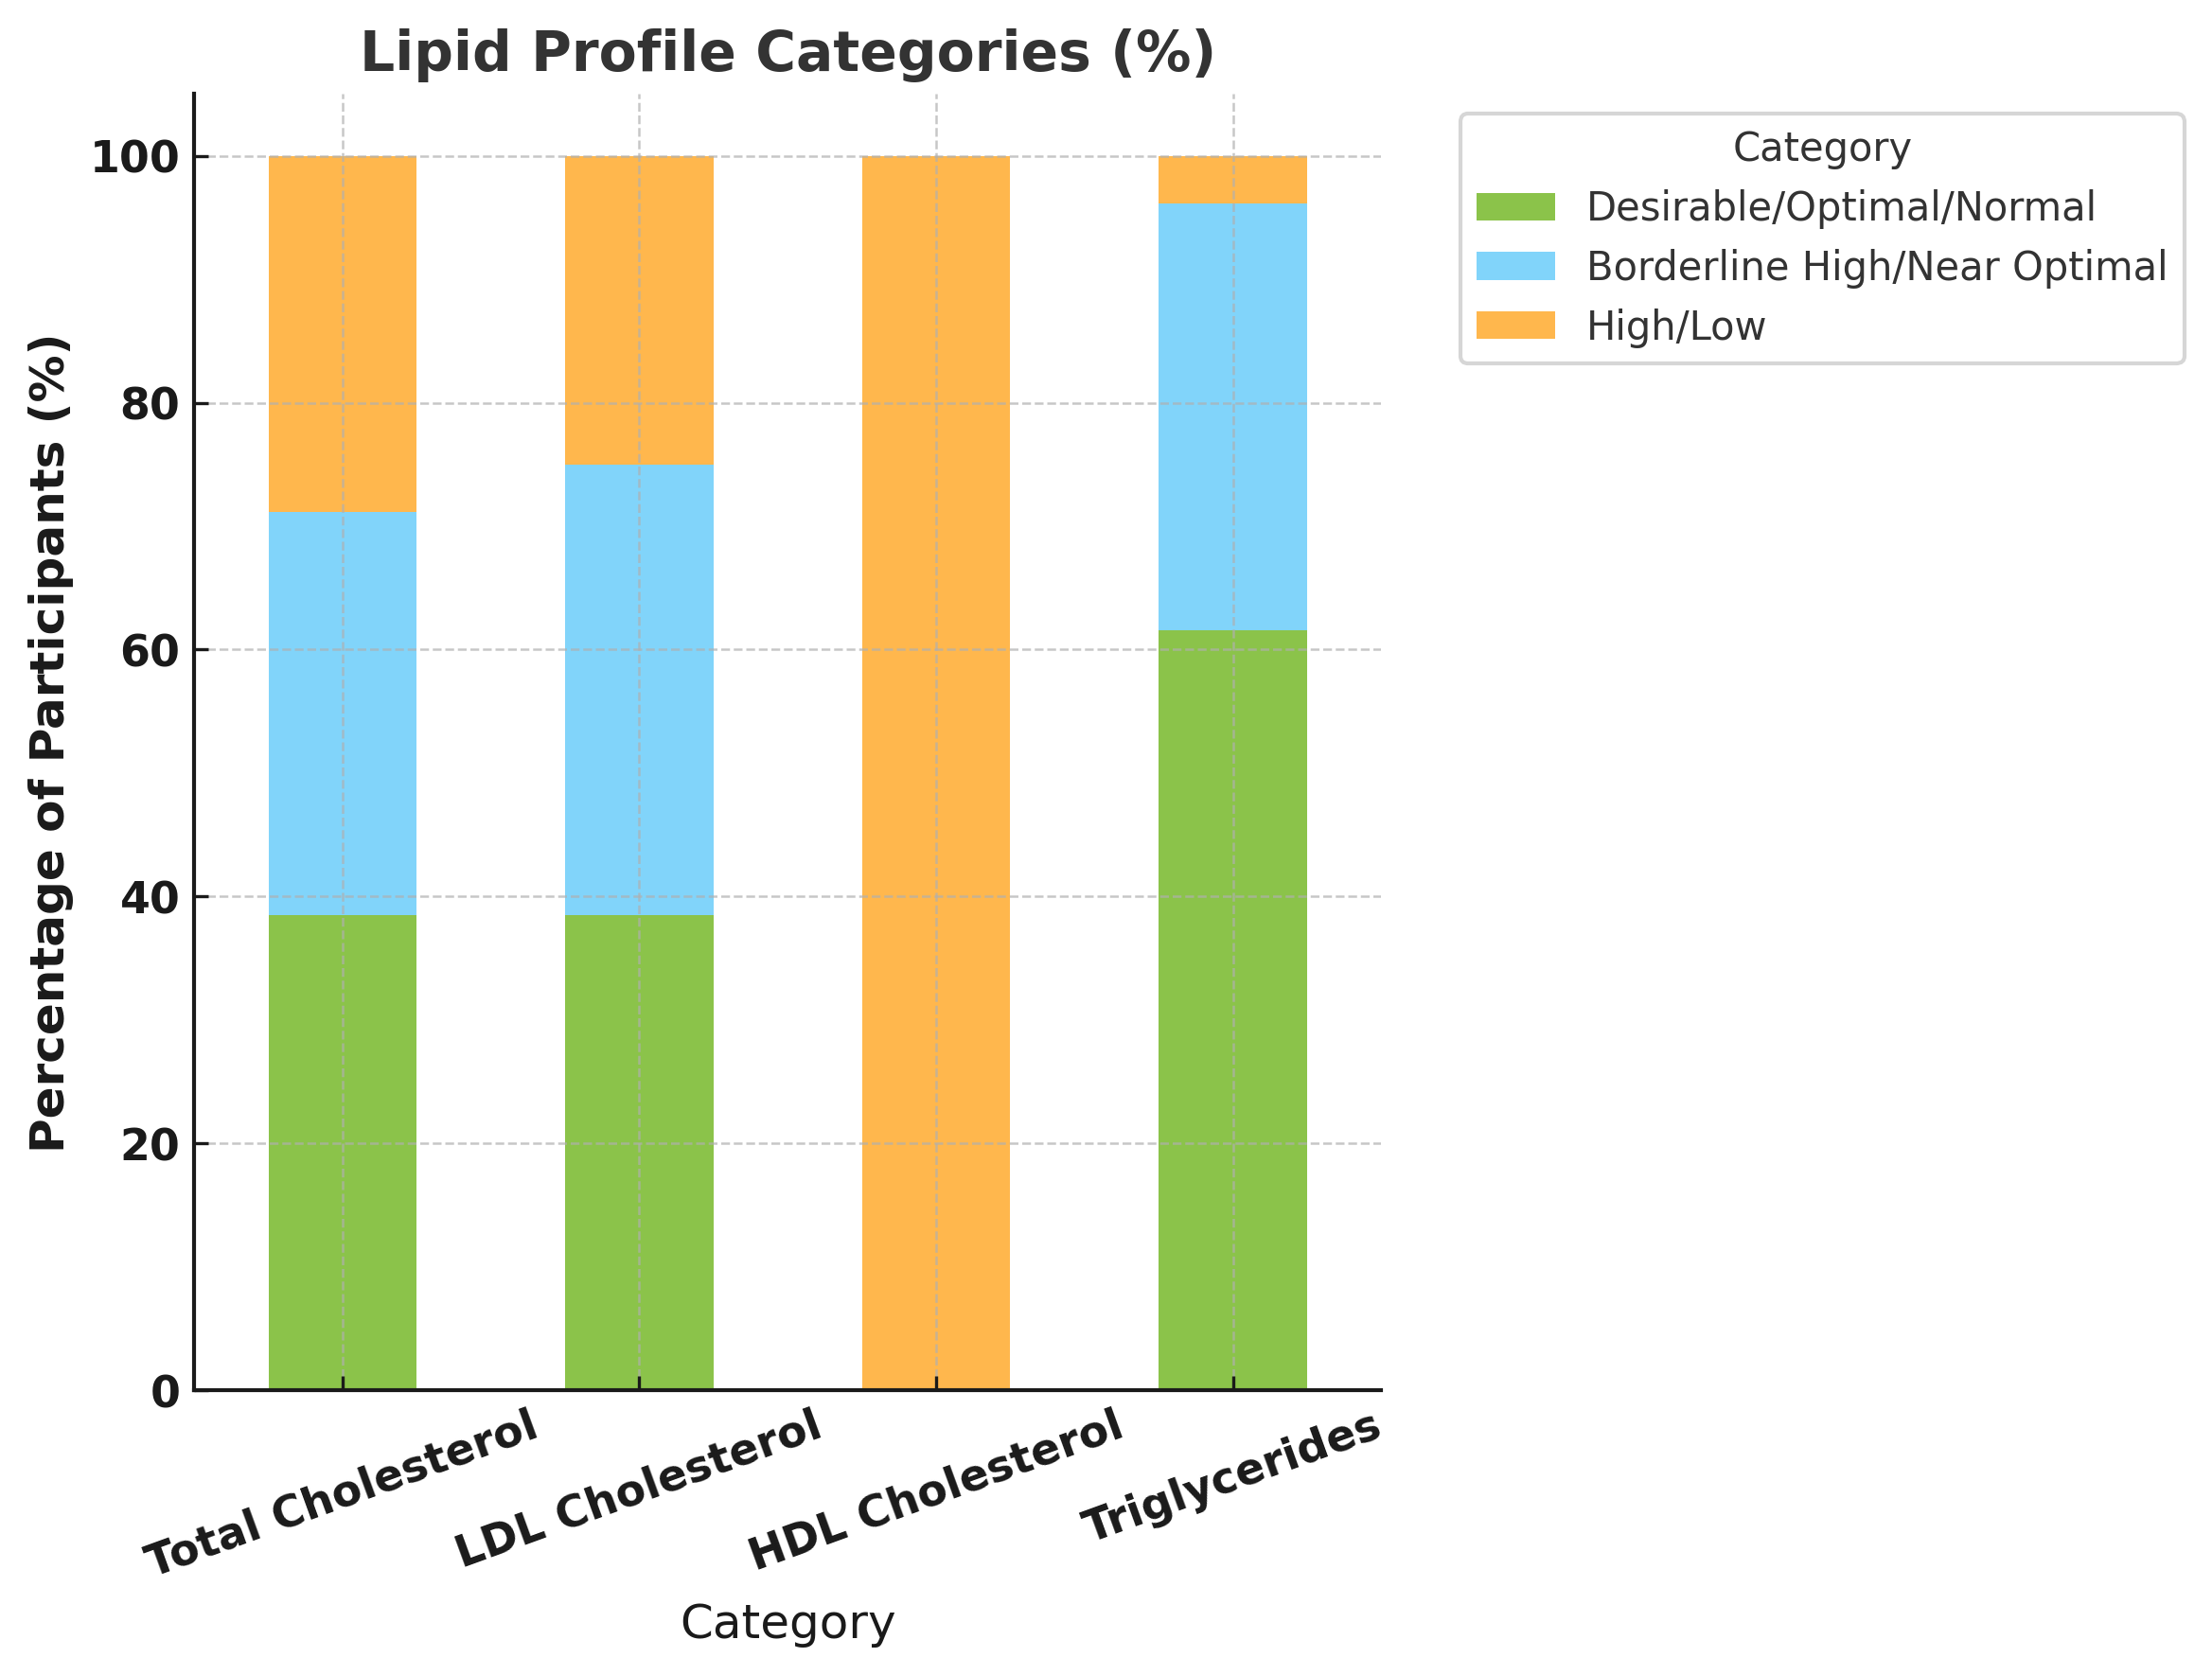 Lipid Profile Categories (%)
Percentage of Participants (%)
100
80
60
40
20
0
Total Cholesterol
LDL Cholesterol
HDL Cholesterol
Triglycerides
Category
Category
Desirable/Optimal/Normal
Borderline High/Near Optimal
High/Low